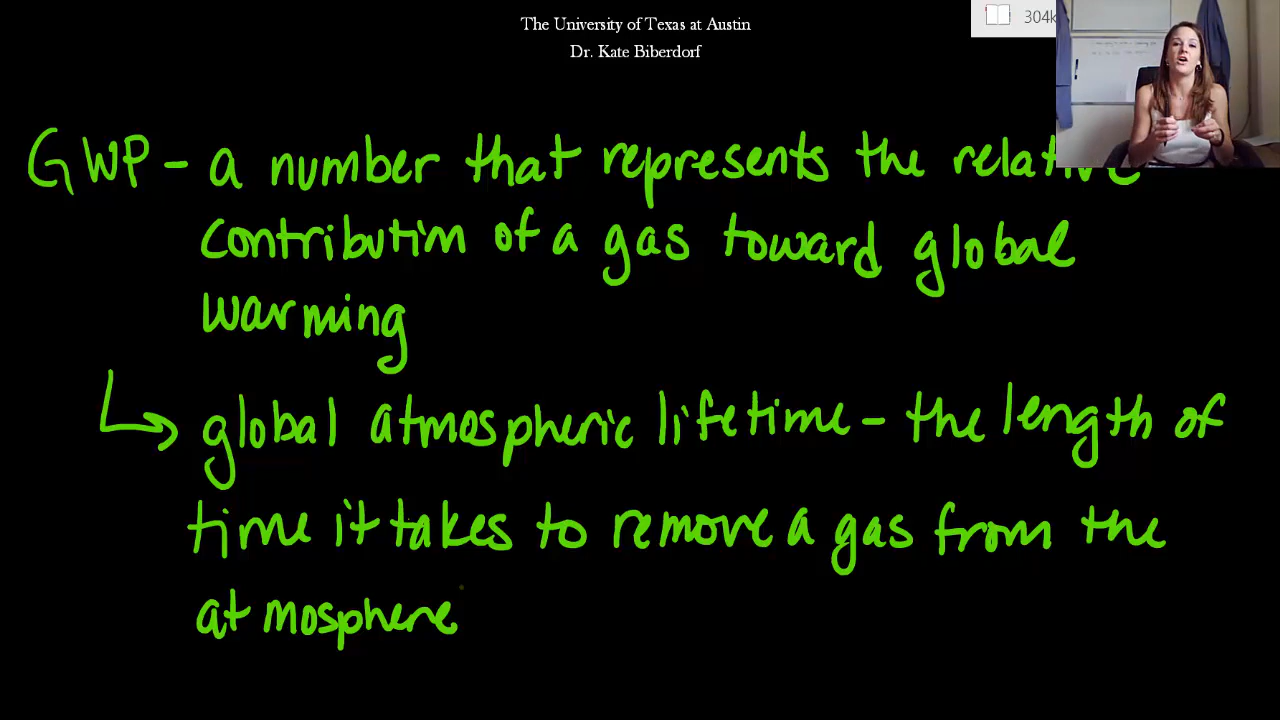 The University of Texas at Austin
Dr. Kate Biberdorf
304k
GWP - a number that represents the relative
contribution of a gas toward global
warming
global atmospheric lifetime - the length of
time it takes to remove a gas from the
atmosphere